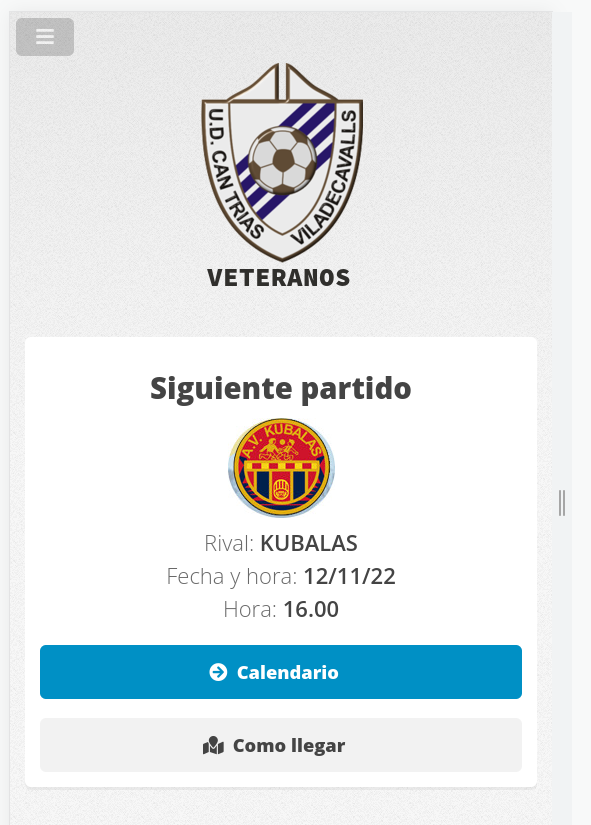 U.D. CAN TRIAS
VILADECAVALLS
VETERANOS
Siguiente partido
A.V. KUBALAS
Rival: KUBALAS
Fecha y hora: 12/11/22
Hora: 16.00
Calendario
Como llegar